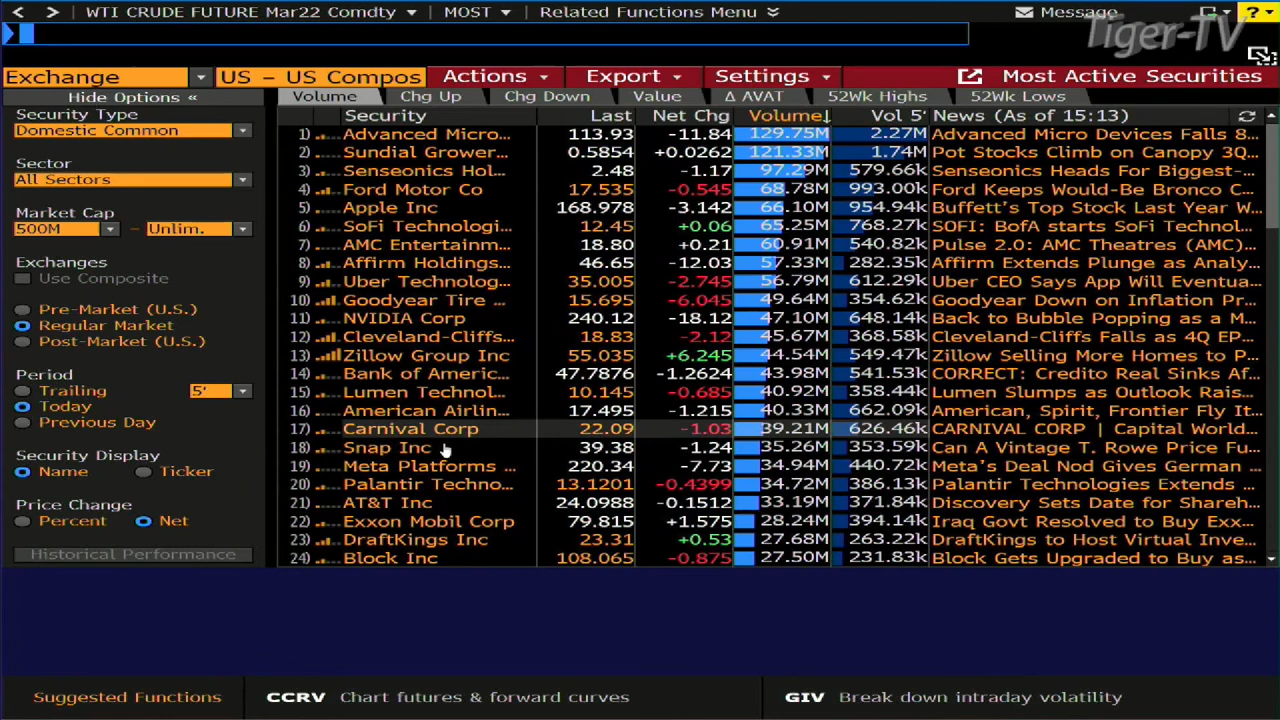 < > WTI CRUDE FUTURE Mar22 Comdty MOST Related Functions Menu Message ?
Tiger-TV
Exchange US – US Compos Actions Export Settings Most Active Securities
Hide Options « Volume Chg Up Chg Down Value Δ AVAT 52Wk Highs 52Wk Lows
Security Type
Domestic Common
Sector
All Sectors
Market Cap
500M Unlim.
Exchanges
Use Composite
Pre-Market (U.S.)
Regular Market
Post-Market (U.S.)
Period
Trailing 5'
Today
Previous Day
Security Display
Name Ticker
Price Change
Percent Net
Historical Performance
Security Last Net Chg Volume↓ Vol 5' News (As of 15:13)
1) Advanced Micro... 113.93 -11.84 129.75M 2.27M Advanced Micro Devices Falls 8...
2) Sundial Grower... 0.5854 +0.0262 121.33M 1.74M Pot Stocks Climb on Canopy 3Q...
3) Senseonics Hol... 2.48 -1.17 97.29M 579.66k Senseonics Heads For Biggest-...
4) Ford Motor Co 17.535 -0.545 68.78M 993.00k Ford Keeps Would-Be Bronco C...
5) Apple Inc 168.978 -3.142 66.10M 954.94k Buffett's Top Stock Last Year W...
6) SoFi Technologi... 12.45 +0.06 65.25M 768.27k SOFI: BofA starts SoFi Technol...
7) AMC Entertainm... 18.80 +0.21 60.91M 540.82k Pulse 2.0: AMC Theatres (AMC)...
8) Affirm Holdings... 46.65 -12.03 57.33M 282.35k Affirm Extends Plunge as Analy...
9) Uber Technolog... 35.005 -2.745 56.79M 612.29k Uber CEO Says App Will Eventua...
10) Goodyear Tire ... 15.695 -6.045 49.64M 354.62k Goodyear Down on Inflation Pr...
11) NVIDIA Corp 240.12 -18.12 47.10M 648.14k Back to Bubble Popping as a M...
12) Cleveland-Cliffs... 18.83 -2.12 45.67M 368.58k Cleveland-Cliffs Falls as 4Q EP...
13) Zillow Group Inc 55.035 +6.245 44.54M 549.47k Zillow Selling More Homes to P...
14) Bank of Americ... 47.7876 -1.2624 43.98M 541.53k CORRECT: Credito Real Sinks Af...
15) Lumen Technol... 10.145 -0.685 40.92M 358.44k Lumen Slumps as Outlook Rais...
16) American Airlin... 17.495 -1.215 40.33M 662.09k American, Spirit, Frontier Fly It...
17) Carnival Corp 22.09 -1.03 39.21M 626.46k CARNIVAL CORP | Capital World...
18) Snap Inc 39.38 -1.24 35.26M 353.59k Can A Vintage T. Rowe Price Fu...
19) Meta Platforms ... 220.34 -7.73 34.94M 440.72k Meta's Deal Nod Gives Deman...
20) Palantir Techno... 13.1201 -0.4399 34.72M 386.13k Palantir Technologies Extends ...
21) AT&T Inc 24.0988 -0.1512 33.19M 371.84k Discovery Sets Date for Shareh...
22) Exxon Mobil Corp 79.815 +1.575 28.24M 394.14k Iraq Govt Resolved to Buy Exx...
23) DraftKings Inc 23.31 +0.53 27.68M 263.22k DraftKings to Host Virtual Inve...
24) Block Inc 108.065 -0.875 27.50M 231.83k Block Gets Upgraded to Buy as...
Suggested Functions CCRV Chart futures & forward curves GIV Break down intraday volatility